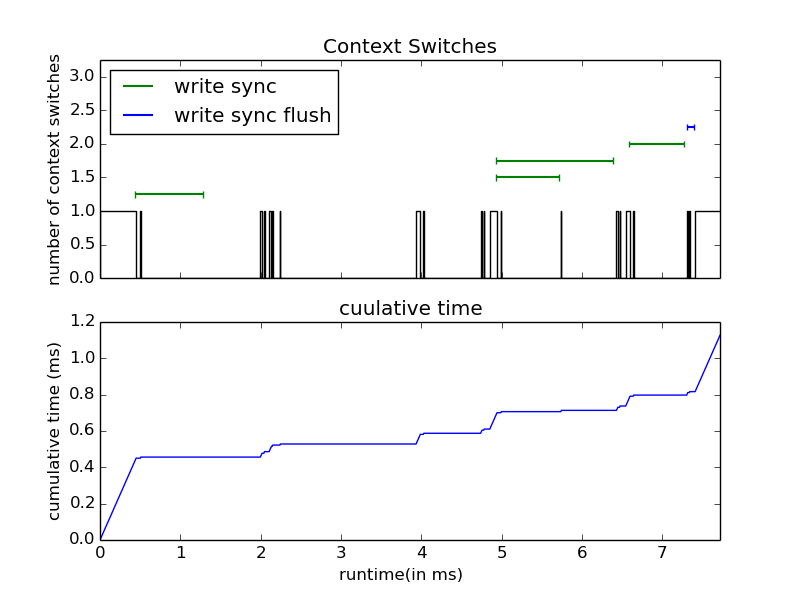 Context Switches
number of context switches
3.0
2.5
2.0
1.5
1.0
0.5
0.0
write sync
write sync flush
cuulative time
cumulative time (ms)
1.2
1.0
0.8
0.6
0.4
0.2
0.0
0 1 2 3 4 5 6 7
runtime(in ms)